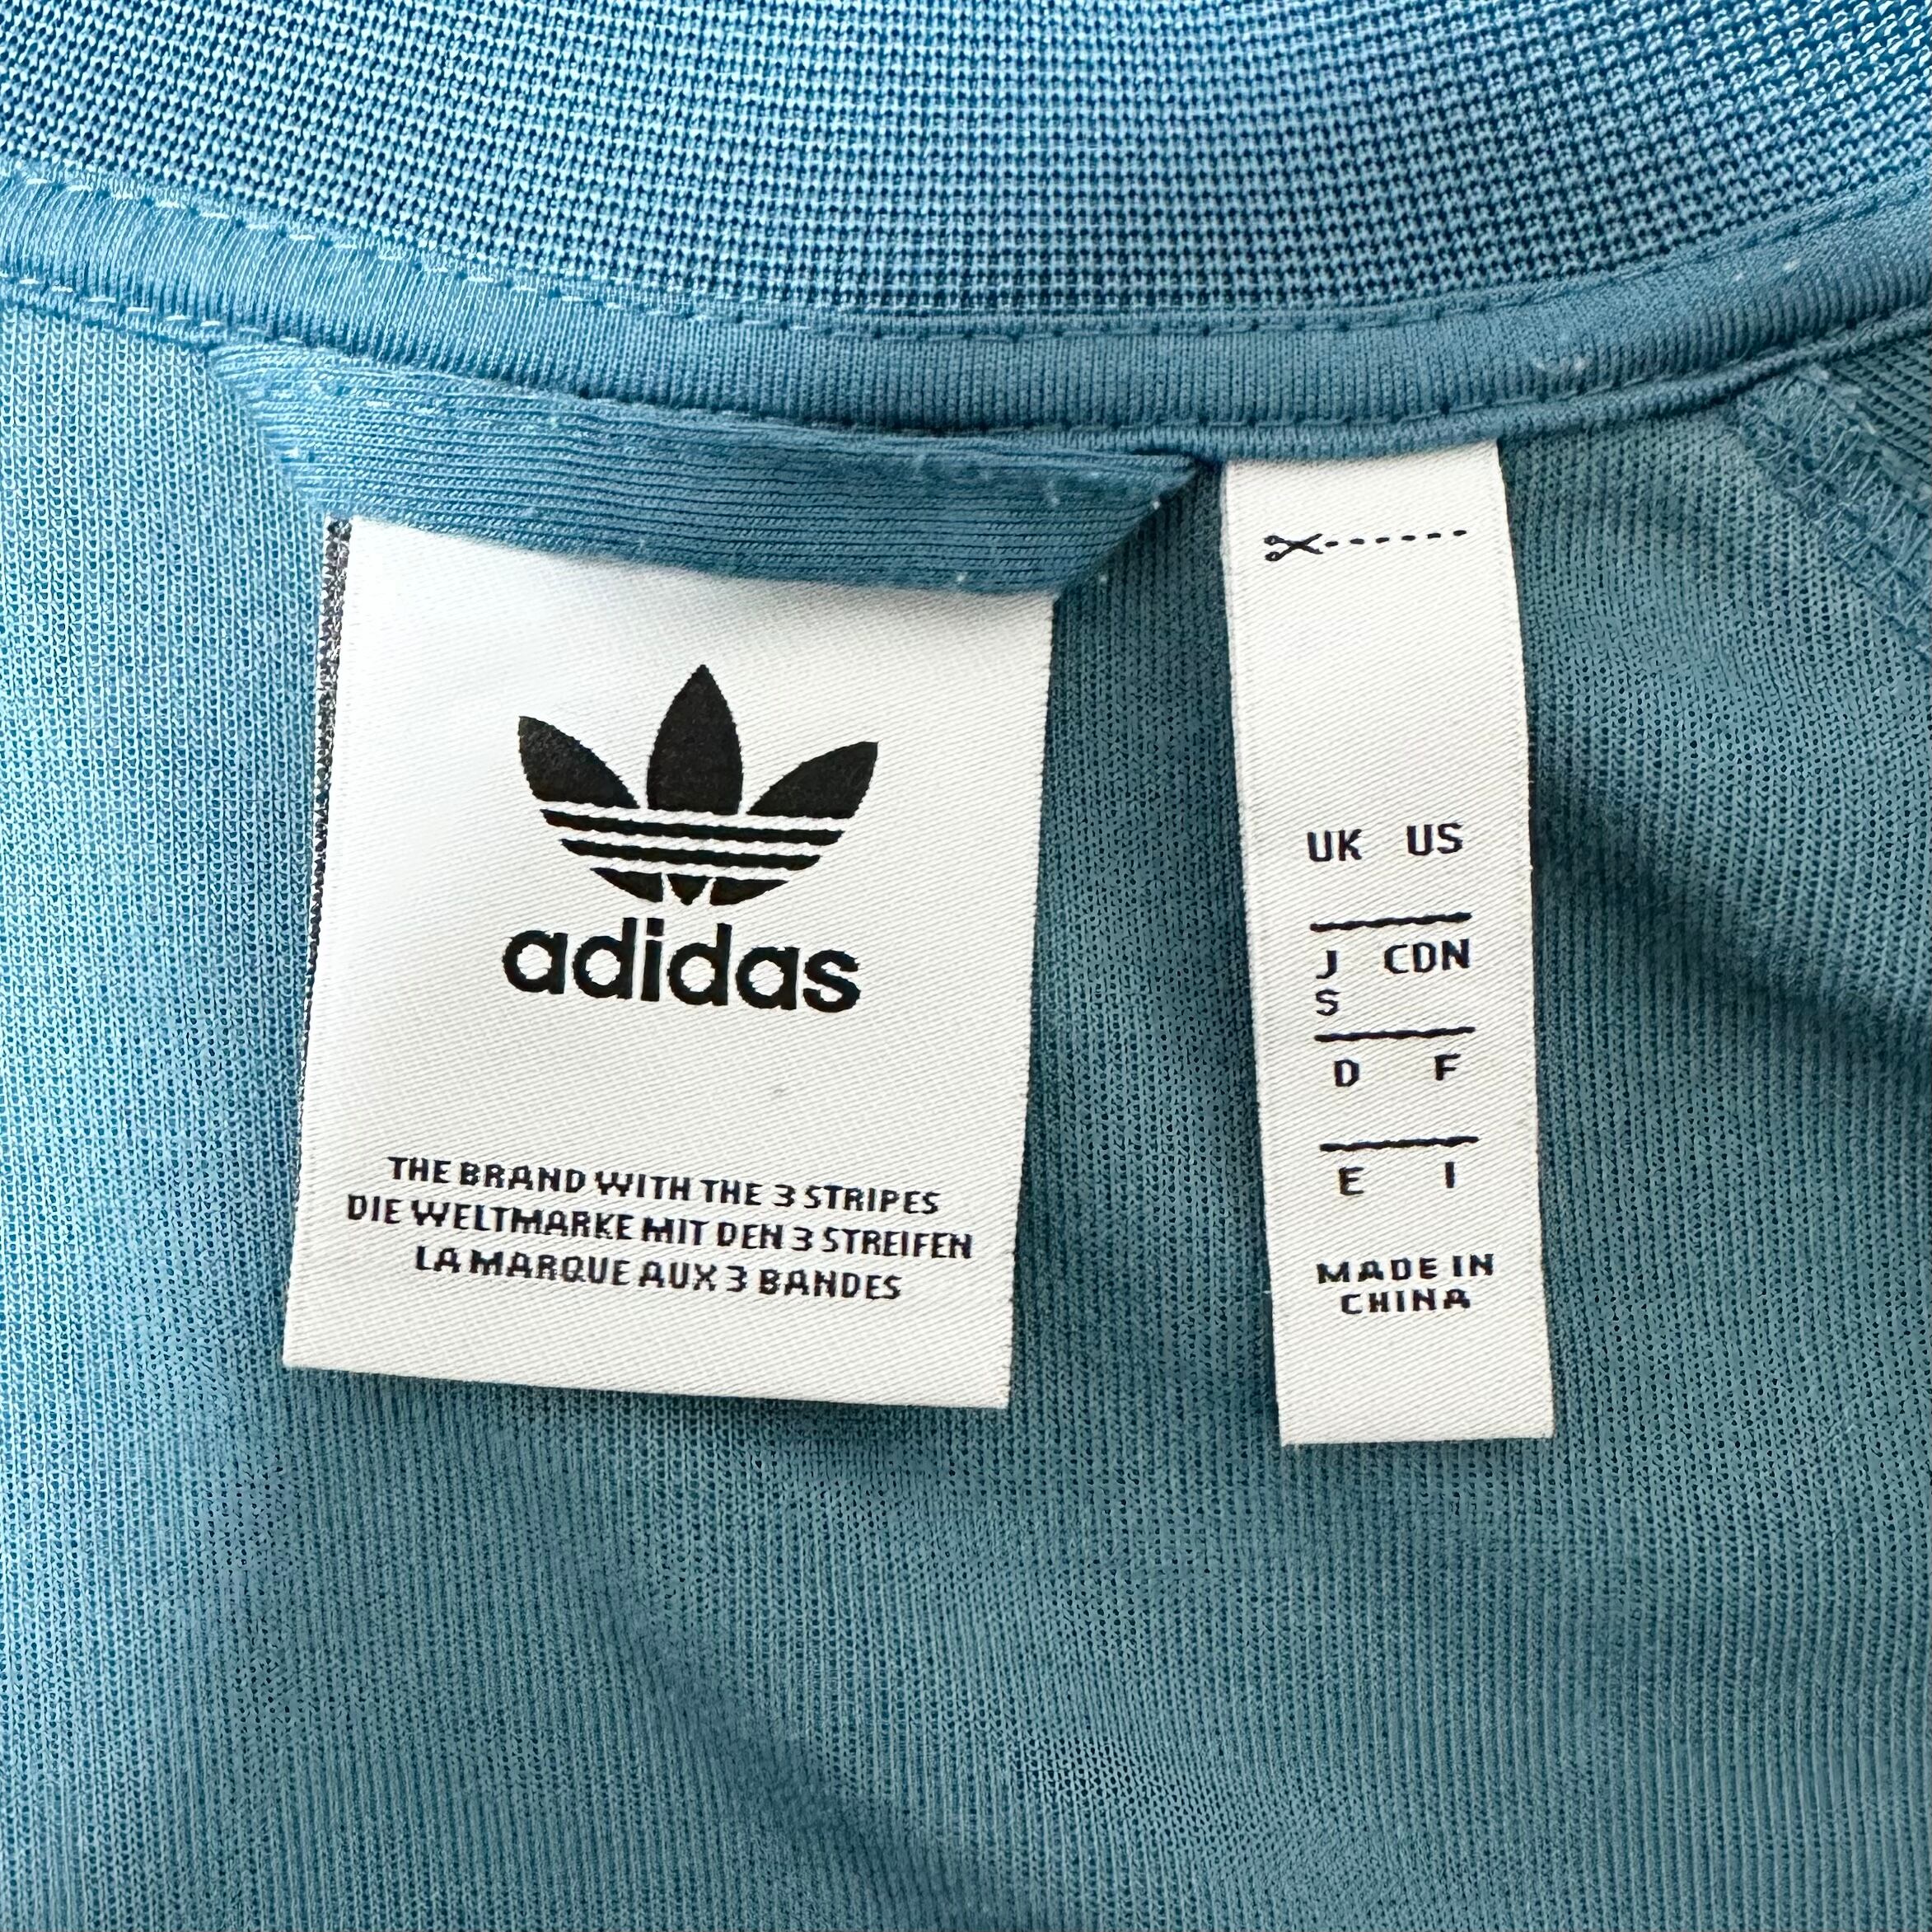 adidas
THE BRAND WITH THE 3 STRIPES
DIE WELTMARKE MIT DEN 3 STREIFEN
LA MARQUE AUX 3 BANDES
UK US
J CDN
S
D F
E I
MADE IN
CHINA